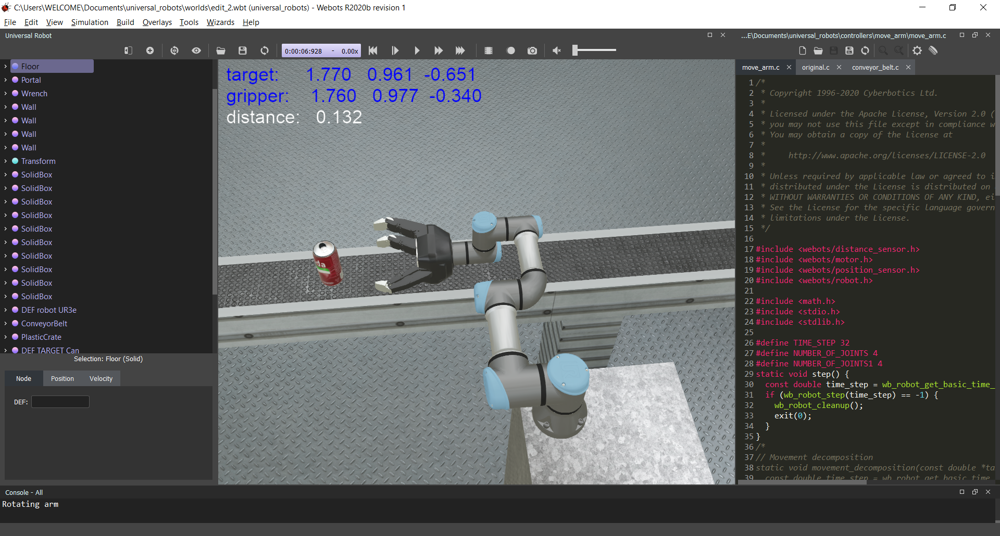 C:\Users\WELCOME\Documents\universal_robots\worlds\edit_2.wbt (universal_robots) - Webots R2020b revision 1
File Edit View Simulation Build Overlays Tools Wizards Help
Universal Robot
0:00:06:928 - 0.00x
Floor
Portal
Wrench
Wall
Wall
Wall
Wall
Transform
SolidBox
SolidBox
SolidBox
SolidBox
SolidBox
SolidBox
SolidBox
SolidBox
SolidBox
SolidBox
DEF robot UR3e
ConveyorBelt
PlasticCrate
DEF TARGET Can
Selection: Floor (Solid)
Node Position Velocity
DEF:
target: 1.770 0.961 -0.651
gripper: 1.760 0.977 -0.340
distance: 0.132
da
...E\Documents\universal_robots\controllers\move_arm\move_arm.c
move_arm.c original.c conveyor_belt.c
1 /*
2 * Copyright 1996-2020 Cyberbotics Ltd.
3 *
4 * Licensed under the Apache License, Version 2.0 (
5 * you may not use this file except in compliance w
6 * You may obtain a copy of the License at
7 *
8 * http://www.apache.org/licenses/LICENSE-2.0
9 *
10 * Unless required by applicable law or agreed to i
11 * distributed under the License is distributed on
12 * WITHOUT WARRANTIES OR CONDITIONS OF ANY KIND, ei
13 * See the License for the specific language govern
14 * limitations under the License.
15 */
16
17 #include <webots/distance_sensor.h>
18 #include <webots/motor.h>
19 #include <webots/position_sensor.h>
20 #include <webots/robot.h>
21
22 #include <math.h>
23 #include <stdio.h>
24 #include <stdlib.h>
25
26 #define TIME_STEP 32
27 #define NUMBER_OF_JOINTS 4
28 #define NUMBER_OF_JOINTS1 4
29 static void step() {
30 const double time_step = wb_robot_get_basic_time_
31 if (wb_robot_step(time_step) == -1) {
32 wb_robot_cleanup();
33 exit(0);
34 }
35 }
36 /*
37 // Movement decomposition
38 static void movement_decomposition(const double *ta
39 const double time_step = wb_robot_get_basic_time
Console - All
Rotating arm